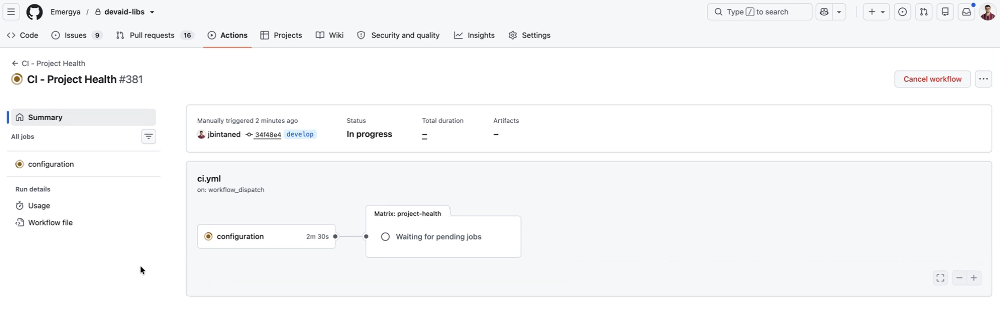 Emergya / devaid-libs
Type / to search
Code
Issues 9
Pull requests 16
Actions
Projects
Wiki
Security and quality
Insights
Settings
← CI - Project Health
CI - Project Health #381
Cancel workflow
Summary
All jobs
configuration
Run details
Usage
Workflow file
Manually triggered 2 minutes ago
jbintaned 34f48e4 develop
Status
In progress
Total duration
–
Artifacts
–
ci.yml
on: workflow_dispatch
configuration 2m 30s
Matrix: project-health
Waiting for pending jobs